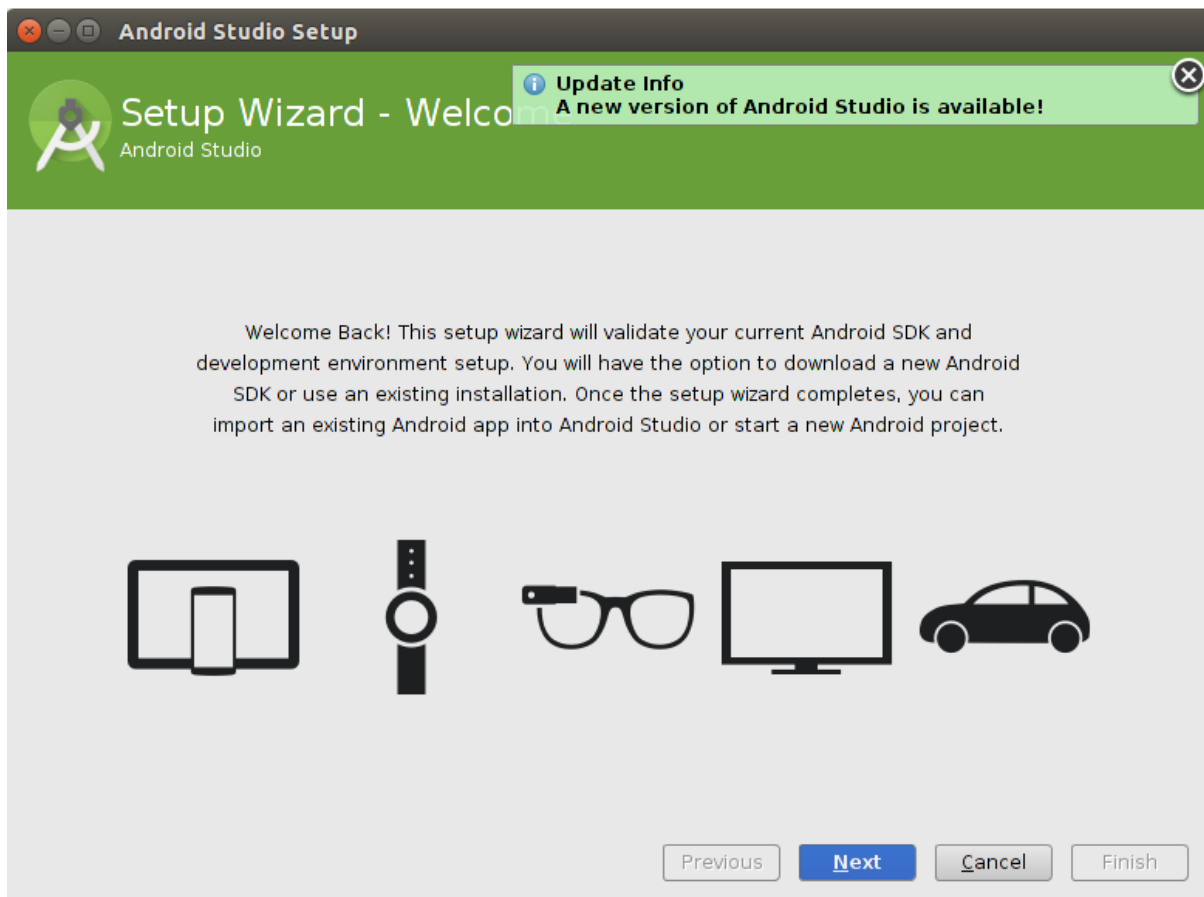 Android Studio Setup
Setup Wizard - Welcome
Android Studio
Update Info
A new version of Android Studio is available!
Welcome Back! This setup wizard will validate your current Android SDK and
development environment setup. You will have the option to download a new Android
SDK or use an existing installation. Once the setup wizard completes, you can
import an existing Android app into Android Studio or start a new Android project.
Previous Next Cancel Finish